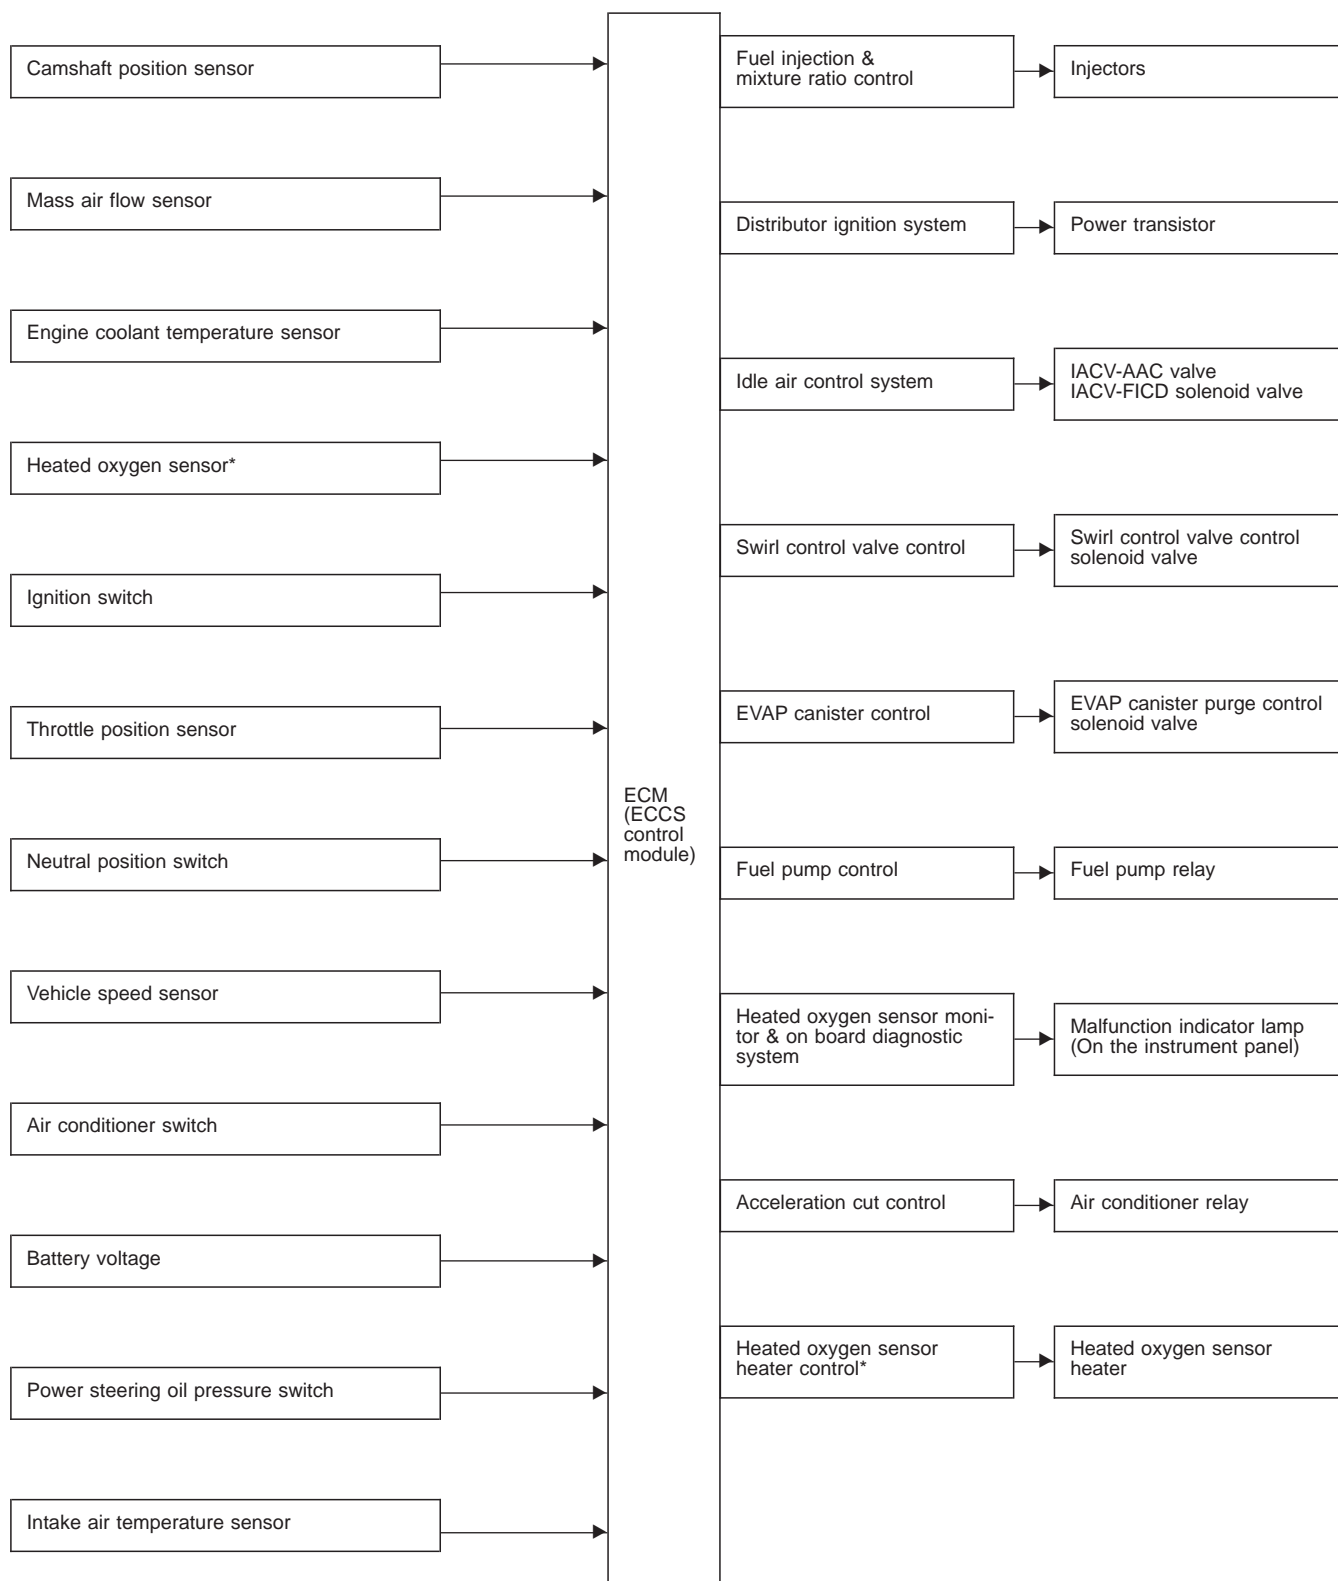 Camshaft position sensor
Mass air flow sensor
Engine coolant temperature sensor
Heated oxygen sensor*
Ignition switch
Throttle position sensor
Neutral position switch
Vehicle speed sensor
Air conditioner switch
Battery voltage
Power steering oil pressure switch
Intake air temperature sensor
ECM
(ECCS
control
module)
Fuel injection &
mixture ratio control
Injectors
Distributor ignition system
Power transistor
Idle air control system
IACV-AAC valve
IACV-FICD solenoid valve
Swirl control valve control
Swirl control valve control
solenoid valve
EVAP canister control
EVAP canister purge control
solenoid valve
Fuel pump control
Fuel pump relay
Heated oxygen sensor moni-
tor & on board diagnostic
system
Malfunction indicator lamp
(On the instrument panel)
Acceleration cut control
Air conditioner relay
Heated oxygen sensor
heater control*
Heated oxygen sensor
heater